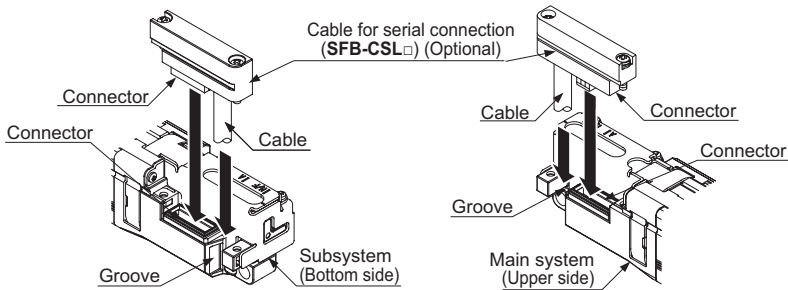 Cable for serial connection
(SFB-CSL□) (Optional)
Connector
Cable
Connector
Groove
Subsystem
(Bottom side)
Cable
Connector
Connector
Groove
Main system
(Upper side)